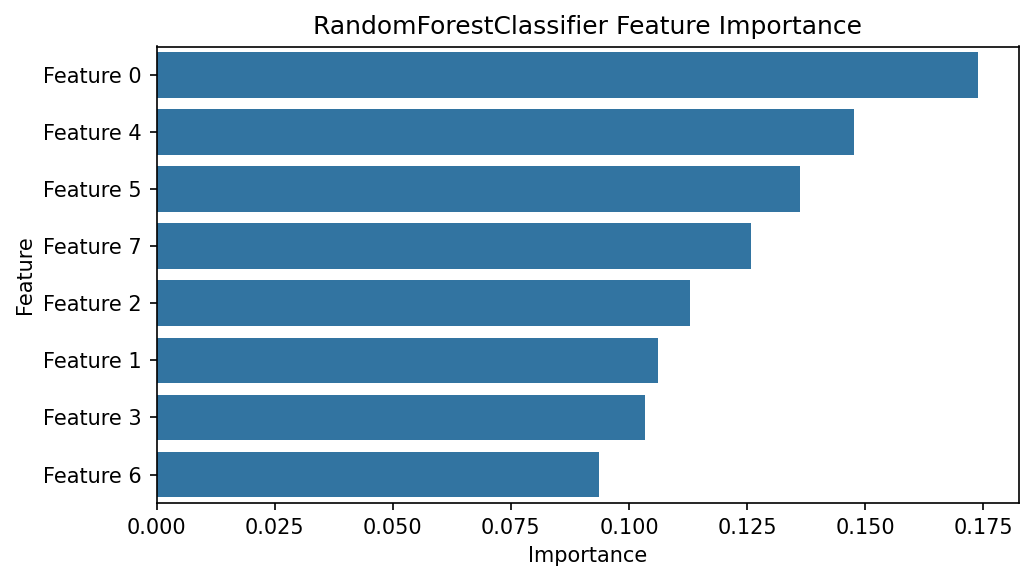 RandomForestClassifier Feature Importance
Feature
Feature 0
Feature 4
Feature 5
Feature 7
Feature 2
Feature 1
Feature 3
Feature 6
0.000 0.025 0.050 0.075 0.100 0.125 0.150 0.175
Importance